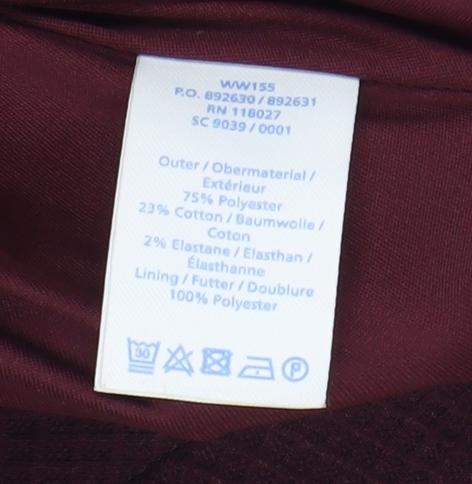 WW155
P.O. 892630 / 892631
RN 118027
SC 9039 / 0001
Outer / Obermaterial /
Extérieur
75% Polyester
23% Cotton / Baumwolle /
Coton
2% Elastane / Elasthan /
Élasthanne
Lining / Futter / Doublure
100% Polyester
30 P